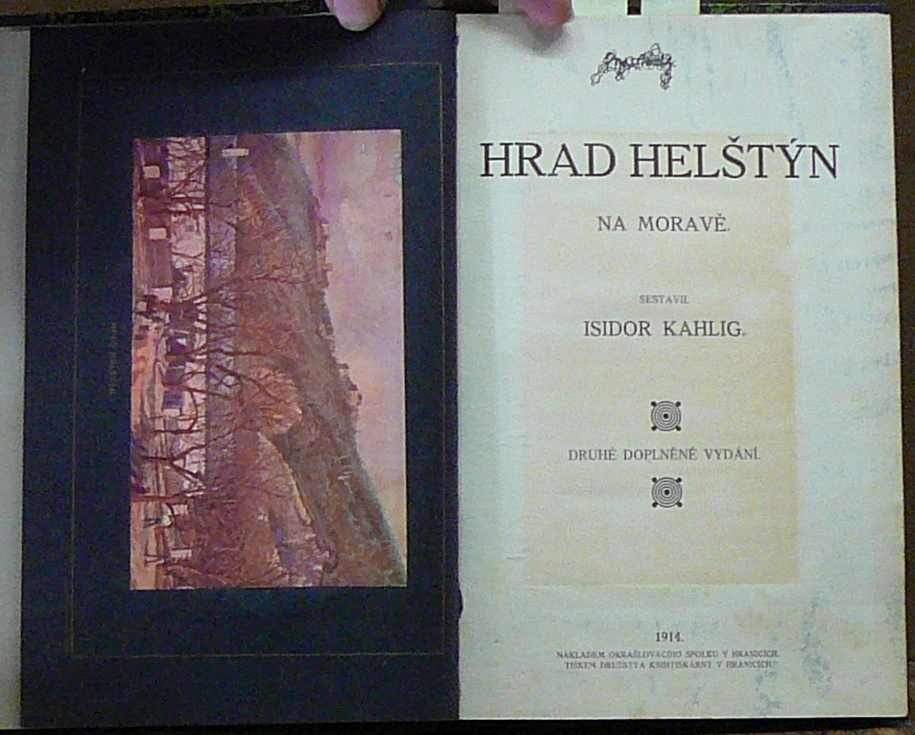 HRAD HELŠTÝN
NA MORAVĚ.
SESTAVIL
ISIDOR KAHLIG.
DRUHÉ DOPLNĚNÉ VYDÁNÍ.
1914.
NÁKLADEM OKRAŠLOVACÍHO SPOLKU V HRANICÍCH.
TISKEM DRUŽSTVA KNIHTISKÁRNY V HRANICÍCH.